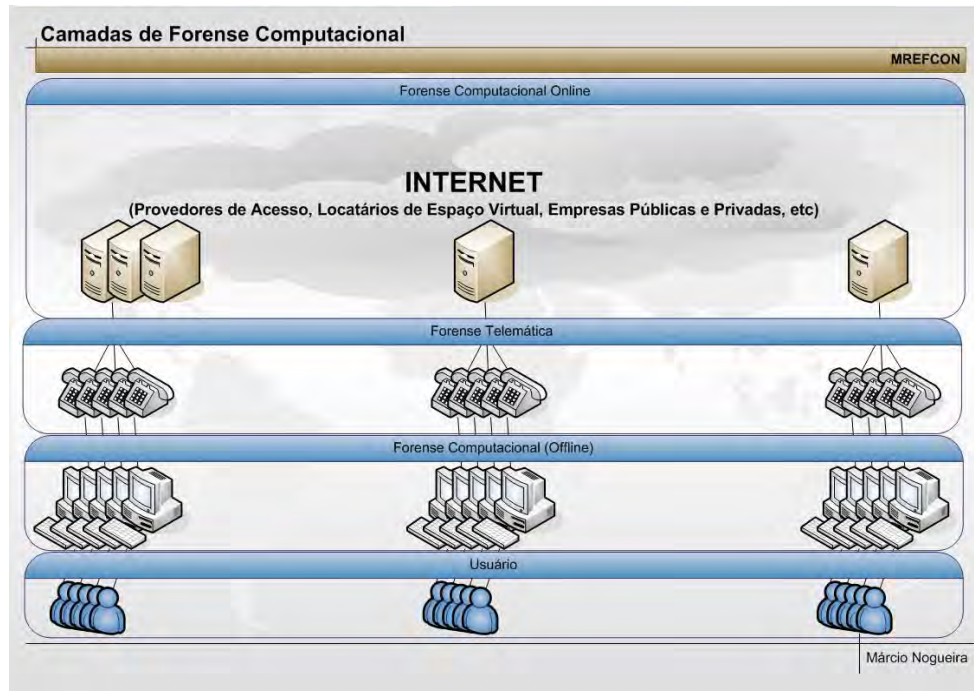 Camadas de Forense Computacional
MREFCON
Forense Computacional Online
INTERNET
(Provedores de Acesso, Locatários de Espaço Virtual, Empresas Públicas e Privadas, etc)
Forense Telemática
Forense Computacional (Offline)
Usuário
Márcio Nogueira